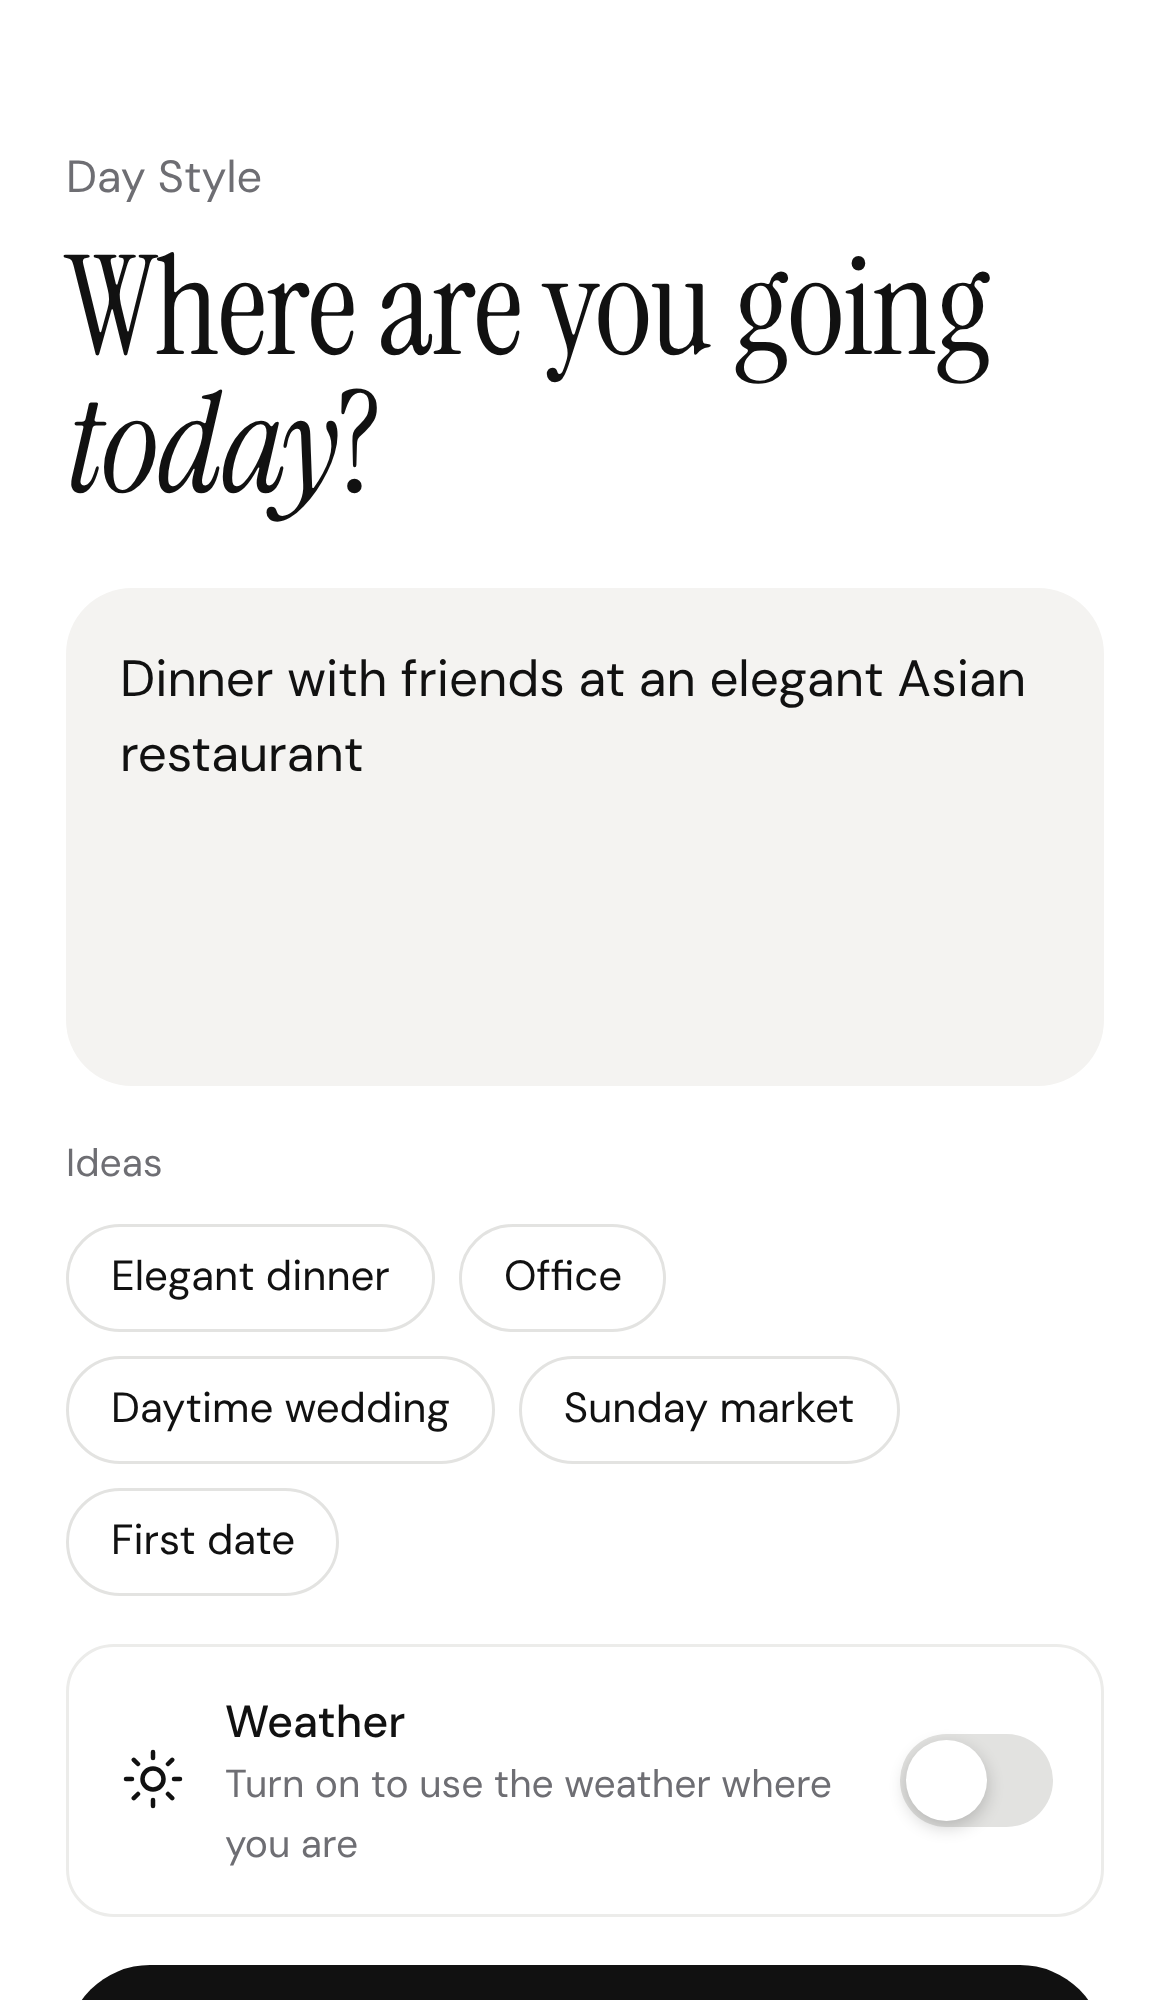 Day Style
Where are you going
today?
Dinner with friends at an elegant Asian
restaurant
Ideas
Elegant dinner
Office
Daytime wedding
Sunday market
First date
Weather
Turn on to use the weather where
you are